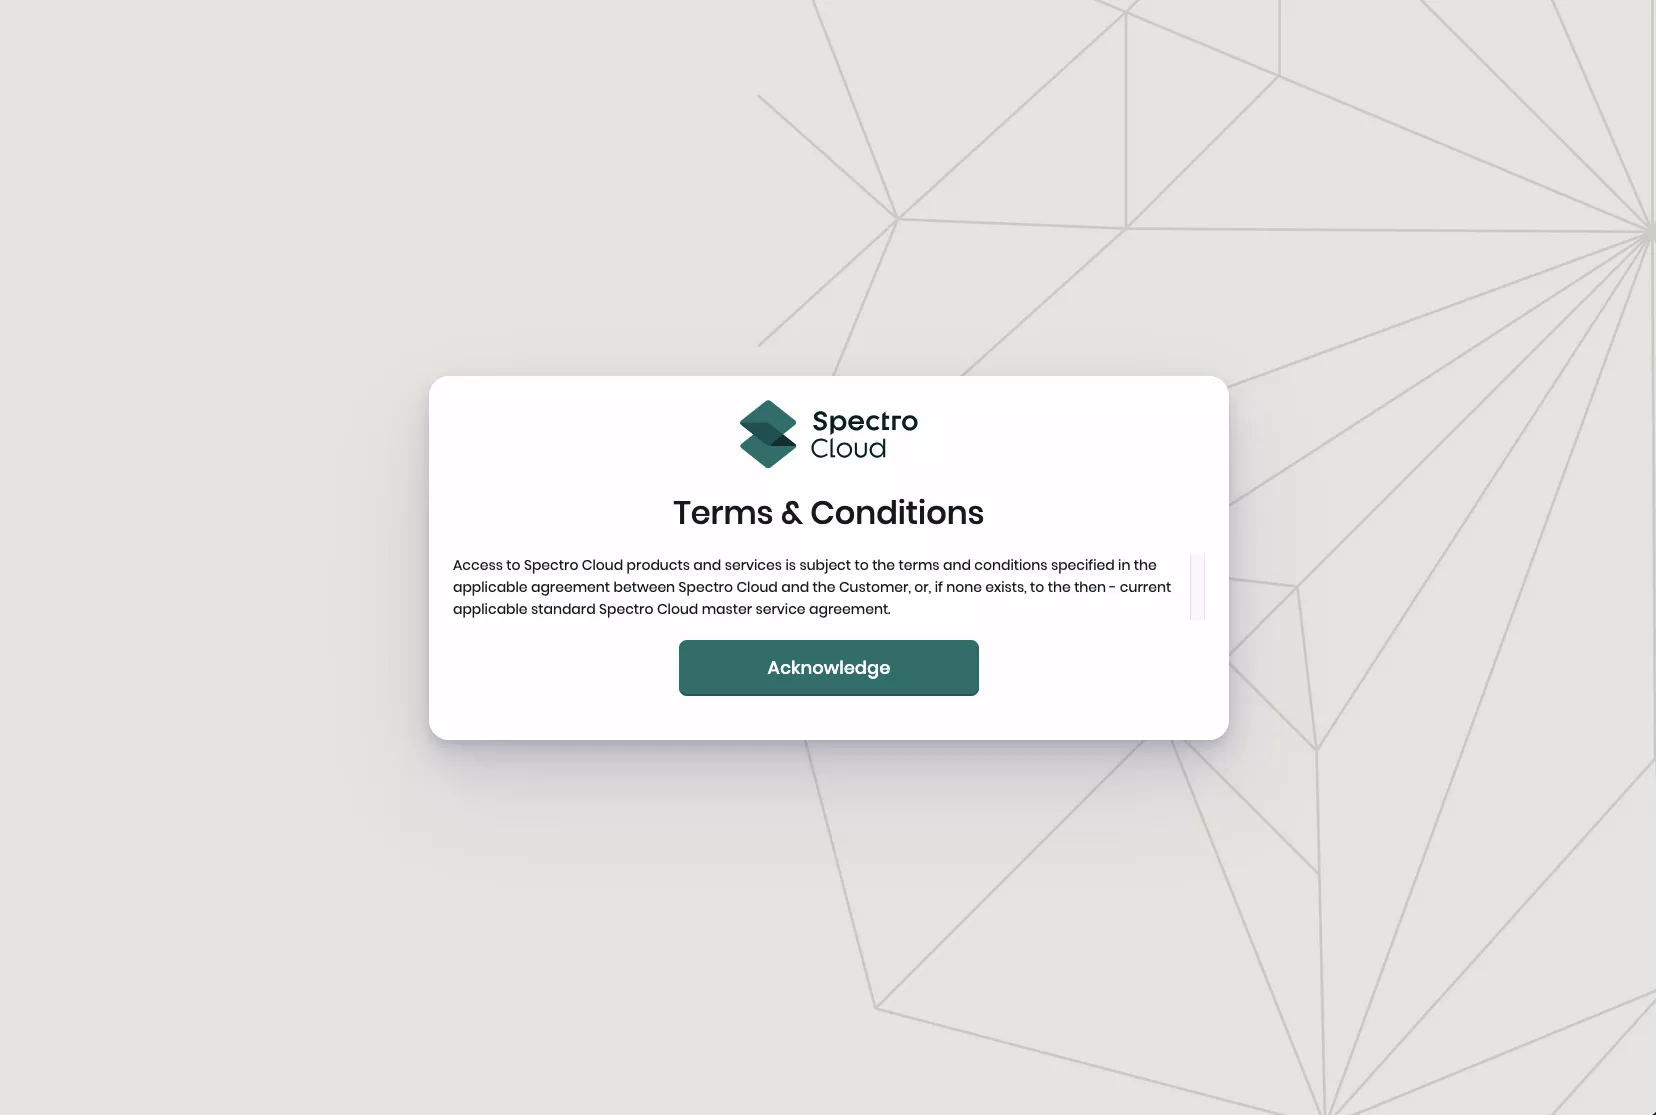 Spectro
Cloud
Terms & Conditions
Access to Spectro Cloud products and services is subject to the terms and conditions specified in the
applicable agreement between Spectro Cloud and the Customer, or, if none exists, to the then - current
applicable standard Spectro Cloud master service agreement.
Acknowledge